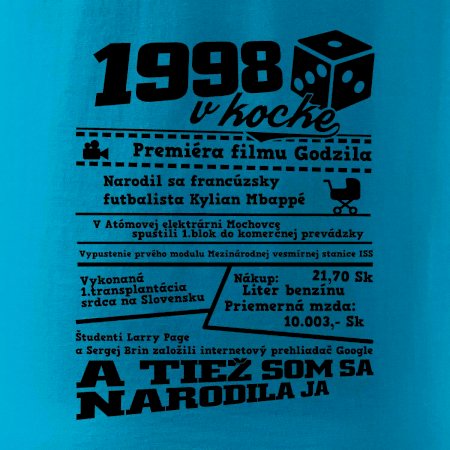 1998
v kocke
Premiéra filmu Godzila
Narodil sa francúzsky
futbalista Kylian Mbappé
V Atómovej elektrárni Mochovce
spustili 1.blok do komerčnej prevádzky
Vypustenie prvého modulu Mezinárodnej vesmírnej stanice ISS
Vykonaná
1.transplantácia
srdca na Slovensku
Nákup: 21,70 Sk
Liter benzínu
Priemerná mzda:
10.003,- Sk
Študenti Larry Page
a Sergej Brin založili internetový prehliadač Google
A TIEŽ SOM SA
NARODILA JA